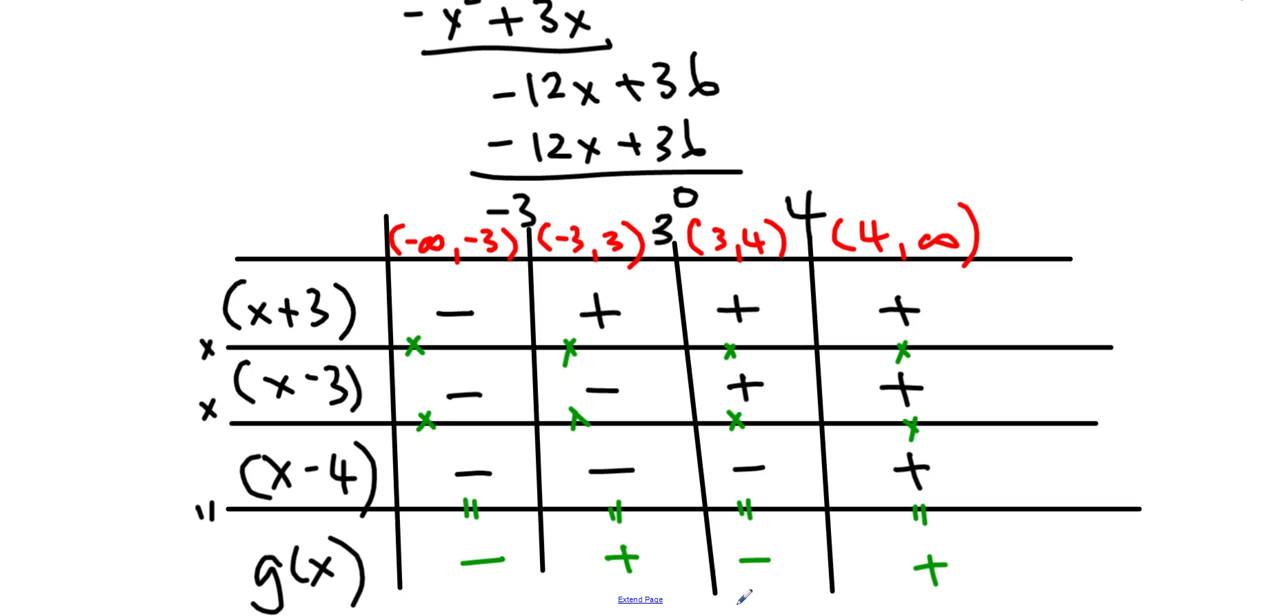 - x² + 3x
- 12x + 36
- 12x + 36
0
-3 3 4
(-∞, -3) (-3, 3) (3, 4) (4, ∞)
(x+3) - + + +
x x x x x
(x-3) - - + +
x x x x x
(x-4) - - - +
= = = = =
g(x) - + - +
Extend Page